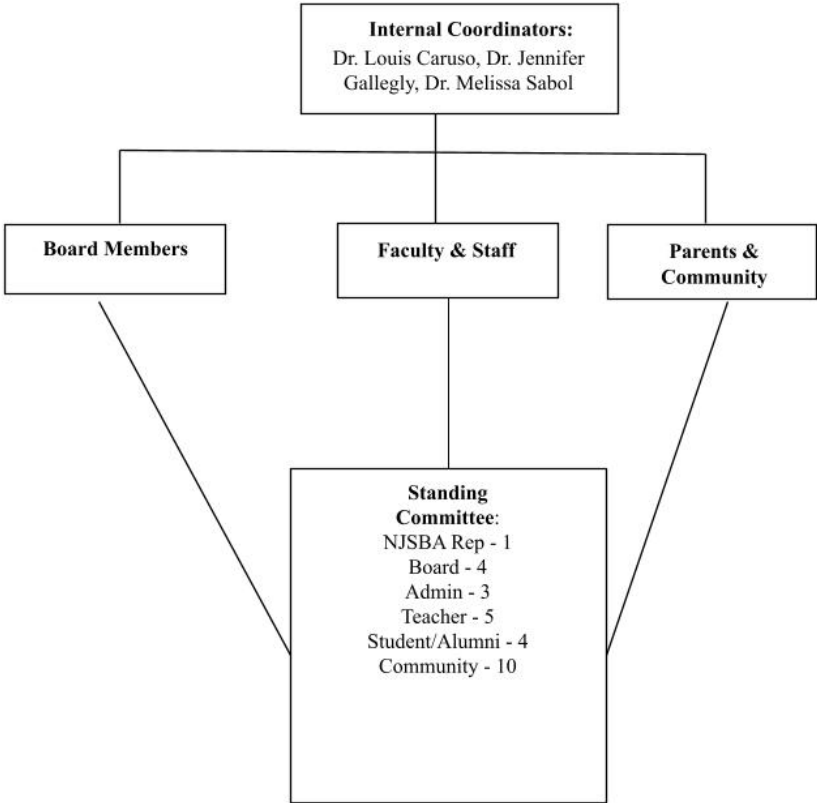 Internal Coordinators:
Dr. Louis Caruso, Dr. Jennifer
Gallegly, Dr. Melissa Sabol
Board Members
Faculty & Staff
Parents &
Community
Standing
Committee:
NJSBA Rep - 1
Board - 4
Admin - 3
Teacher - 5
Student/Alumni - 4
Community - 10